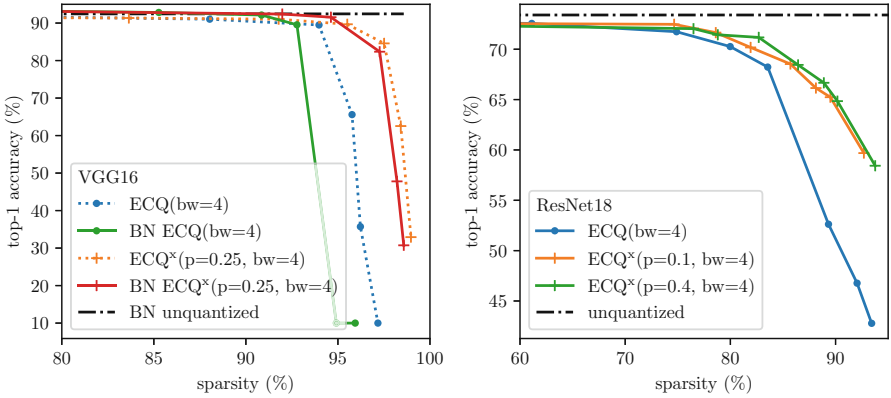 90
80
70
60
50
40
30
20
10
top-1 accuracy (%)
VGG16
ECQ(bw=4)
BN ECQ(bw=4)
ECQˣ(p=0.25, bw=4)
BN ECQˣ(p=0.25, bw=4)
BN unquantized
80
85
90
95
100
sparsity (%)
70
65
60
55
50
45
top-1 accuracy (%)
ResNet18
ECQ(bw=4)
ECQˣ(p=0.1, bw=4)
ECQˣ(p=0.4, bw=4)
unquantized
60
70
80
90
sparsity (%)